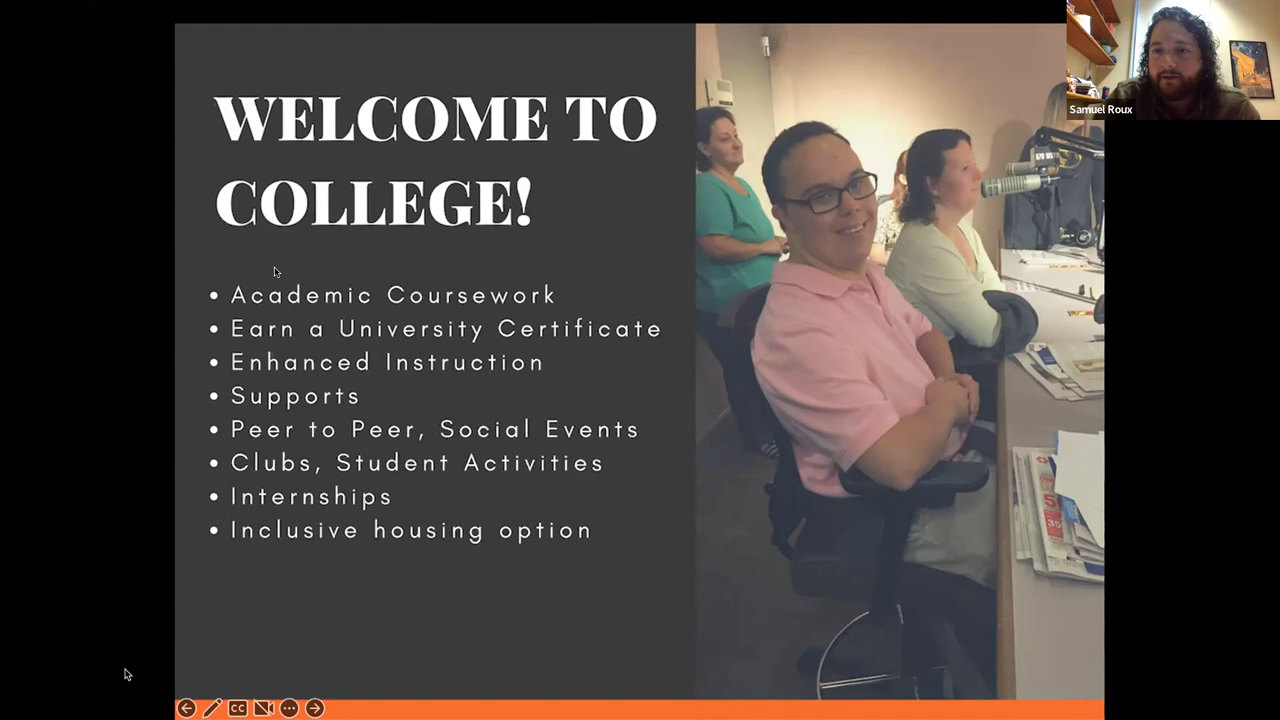 WELCOME TO
COLLEGE!
• Academic Coursework
• Earn a University Certificate
• Enhanced Instruction
• Supports
• Peer to Peer, Social Events
• Clubs, Student Activities
• Internships
• Inclusive housing option
Samuel Roux
CC